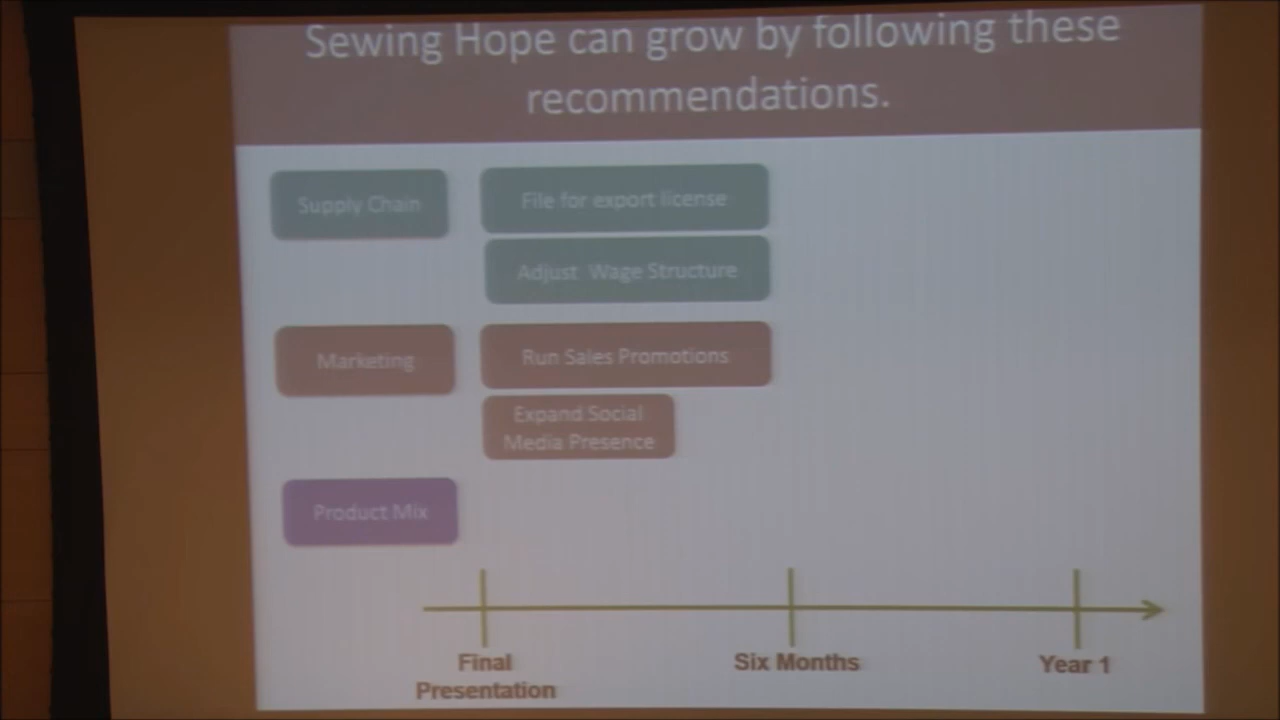 Sewing Hope can grow by following these
recommendations.
Supply Chain
File for export license
Adjust Wage Structure
Marketing
Run Sales Promotions
Expand Social
Media Presence
Product Mix
Final
Presentation
Six Months
Year 1